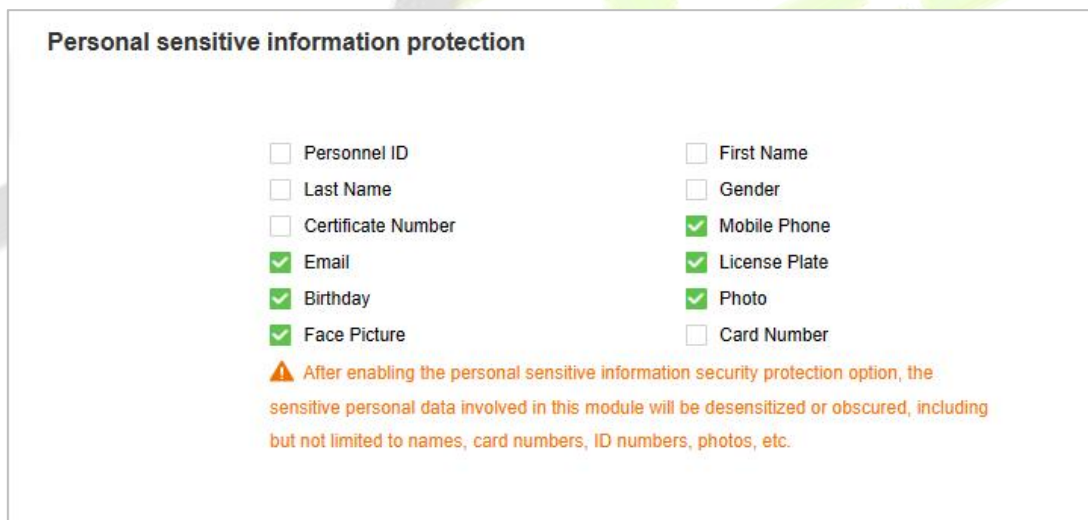 Personal sensitive information protection
Personnel ID
First Name
Last Name
Gender
Certificate Number
Mobile Phone
Email
License Plate
Birthday
Photo
Face Picture
Card Number
After enabling the personal sensitive information security protection option, the
sensitive personal data involved in this module will be desensitized or obscured, including
but not limited to names, card numbers, ID numbers, photos, etc.